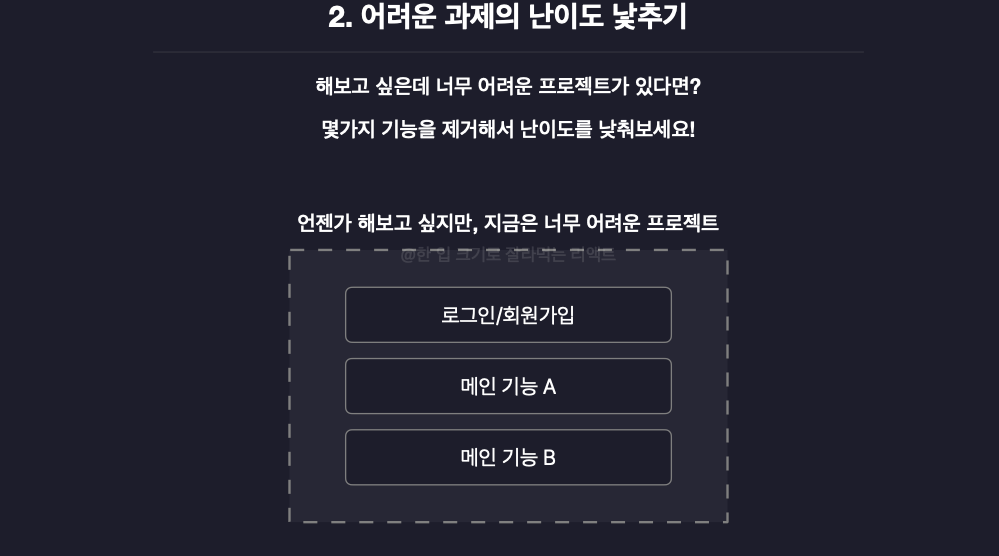 2. 어려운 과제의 난이도 낮추기
해보고 싶은데 너무 어려운 프로젝트가 있다면?
몇가지 기능을 제거해서 난이도를 낮춰보세요!
언젠가 해보고 싶지만, 지금은 너무 어려운 프로젝트
@한 입 크기로 잘라먹는 리액트
로그인/회원가입
메인 기능 A
메인 기능 B